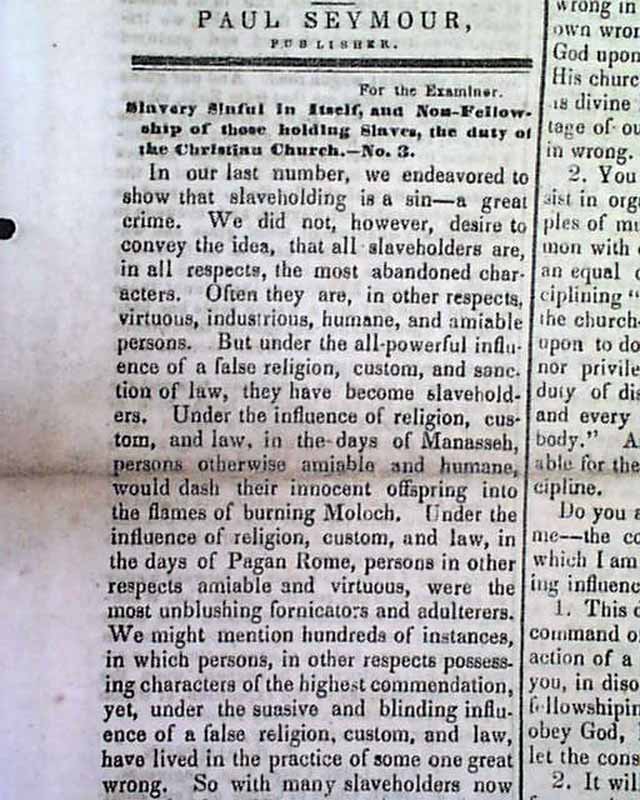 PAUL SEYMOUR,
PUBLISHER.
For the Examiner.
Slavery Sinful in Itself, and Non-Fellow-
ship of those holding Slaves, the duty of
the Christian Church.—No. 3.
In our last number, we endeavored to
show that slaveholding is a sin—a great
crime. We did not, however, desire to
convey the idea, that all slaveholders are,
in all respects, the most abandoned char-
acters. Often they are, in other respects,
virtuous, industrious, humane, and amiable
persons. But under the all-powerful influ-
ence of a false religion, custom, and sanc-
tion of law, they have become slavehold-
ers. Under the influence of religion, cus-
tom, and law, in the days of Manasseh,
persons otherwise amiable and humane,
would dash their innocent offspring into
the flames of burning Moloch. Under the
influence of religion, custom, and law, in
the days of Pagan Rome, persons in other
respects amiable and virtuous, were the
most unblushing fornicators and adulterers.
We might mention hundreds of instances,
in which persons, in other respects possess-
ing characters of the highest commendation,
yet, under the suasive and blinding influ-
ence of a false religion, custom, and law,
have lived in the practice of some one great
wrong. So with many slaveholders now
wrong in
own
God upon
His churc
is divine
tage of
in wrong.
2. You
sist in
ples of
mon with
an equal
ciplining "
the church
upon to do
nor
duty of
and every
body." A
able for the
cipline.
Do you
me—the
which I am
ing
1. This
command
action of a
you, in
fellowshipin
obey God,
let the
2. It will